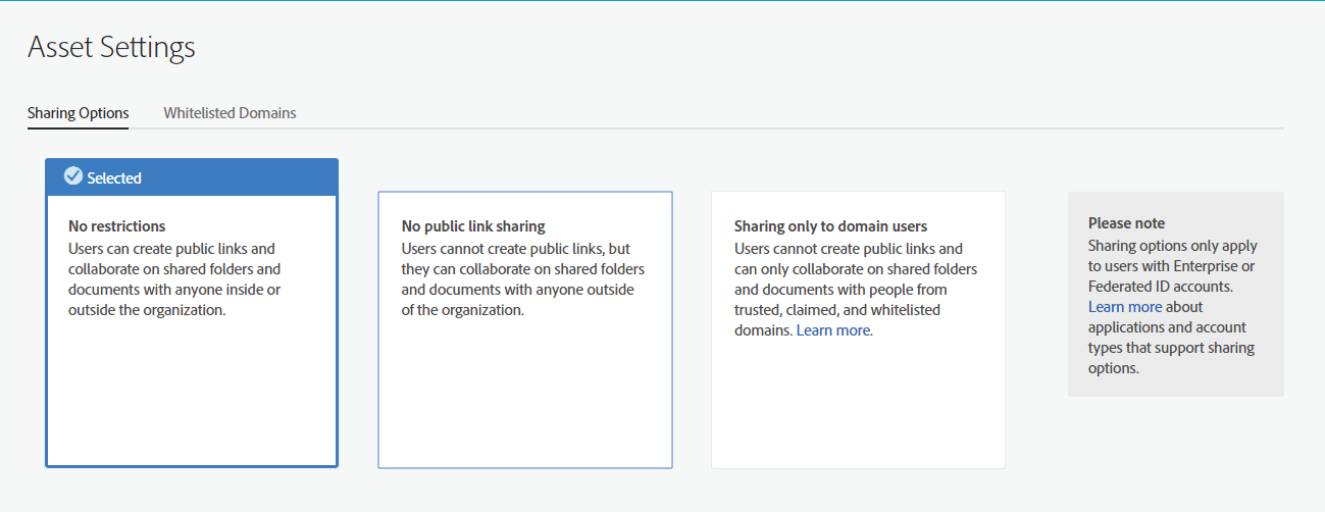 Asset Settings
Sharing Options
Whitelisted Domains
Selected
No restrictions
Users can create public links and
collaborate on shared folders and
documents with anyone inside or
outside the organization.
No public link sharing
Users cannot create public links, but
they can collaborate on shared folders
and documents with anyone outside
of the organization.
Sharing only to domain users
Users cannot create public links and
can only collaborate on shared folders
and documents with people from
trusted, claimed, and whitelisted
domains. Learn more.
Please note
Sharing options only apply
to users with Enterprise or
Federated ID accounts.
Learn more about
applications and account
types that support sharing
options.